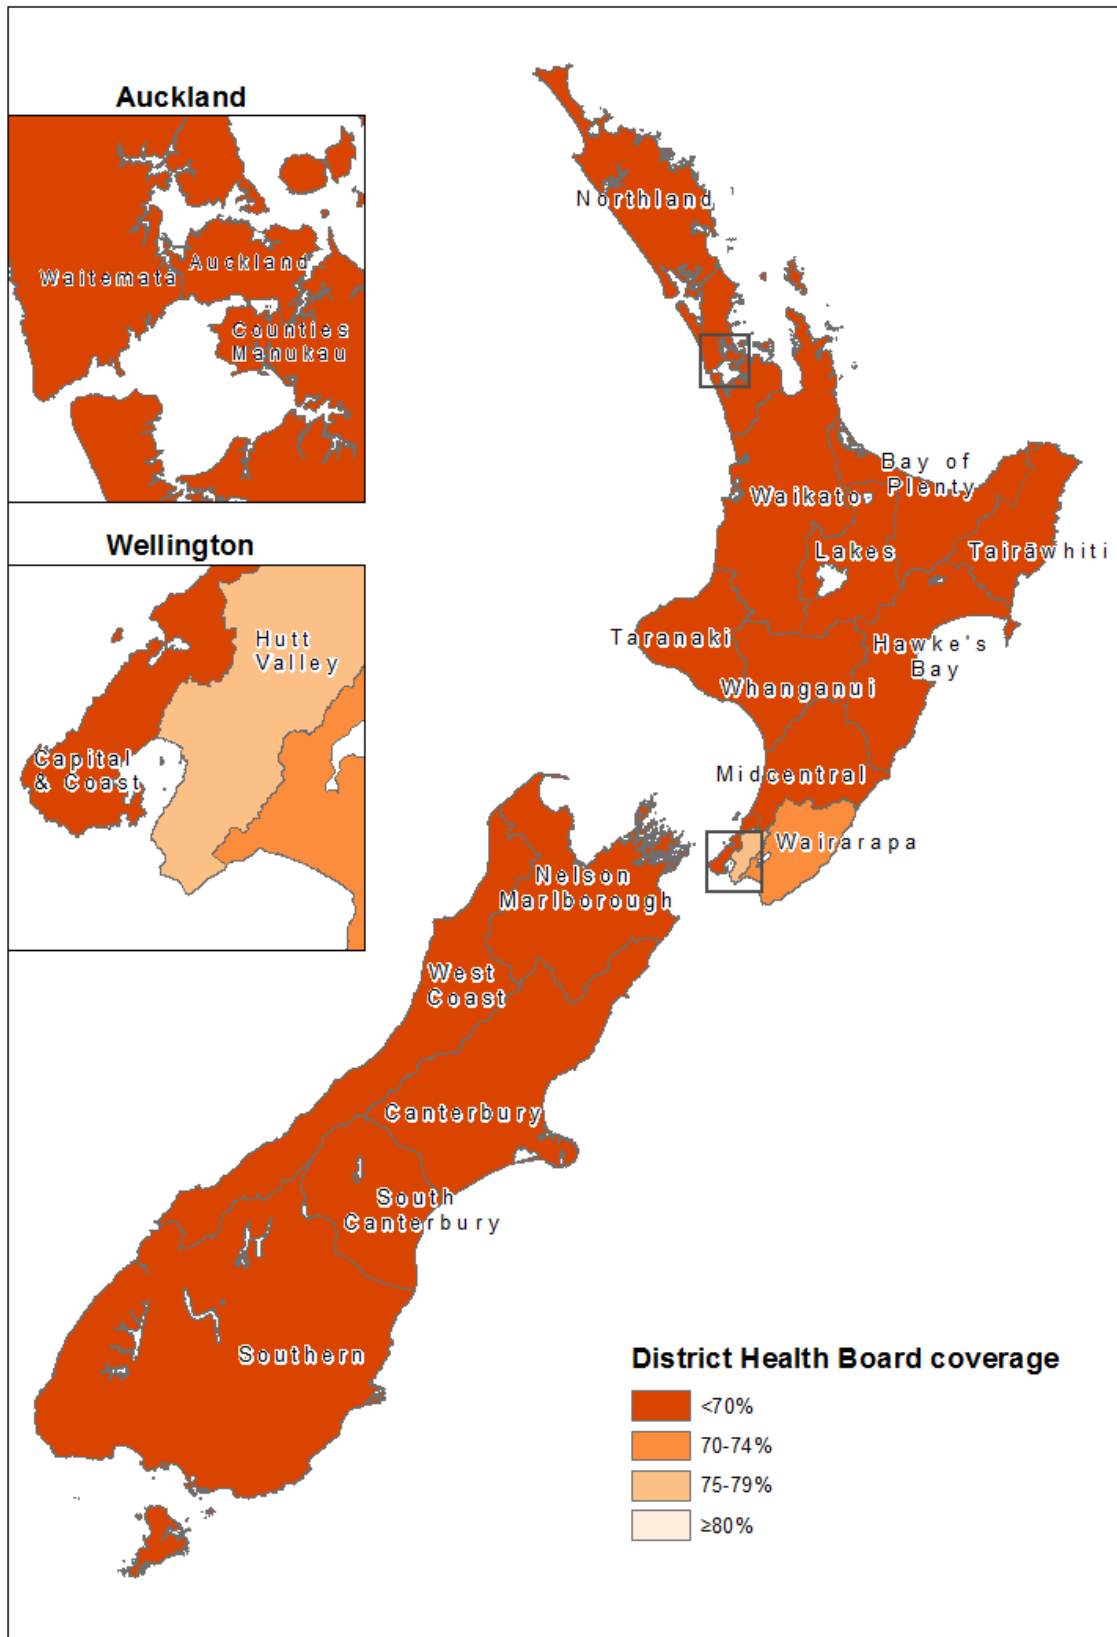 Auckland
Waitemata
Auckland
Counties
Manukau
Wellington
Hutt
Valley
Capital
& Coast
Northland
Bay of
Plenty
Waikato
Lakes
Tairāwhiti
Taranaki
Hawke's
Bay
Whanganui
Midcentral
Wairarapa
Nelson
Marlborough
West
Coast
Canterbury
South
Canterbury
Southern
District Health Board coverage
<70%
70-74%
75-79%
≥80%